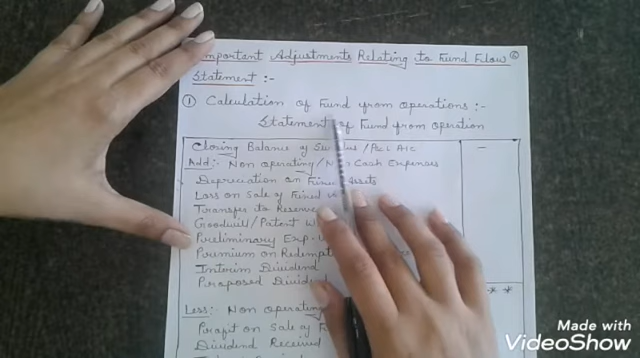 Important Adjustments Relating to Fund Flow
Statement :-
① Calculation of Fund from operations :-
Statement of Fund from operation
Closing Balance of /P&L A/c
Add:- Non operating/Non Cash Expenses
Depreciation on Fixed Assets
Loss on Sale of Fixed
Transfer to Reserve
Goodwill/Patent
Preliminary Exp.
Premium on
Interim Dividend
Proposed Dividend
* *
Less:- Non operating
Profit on Sale of
Dividend Received
Made with
VideoShow